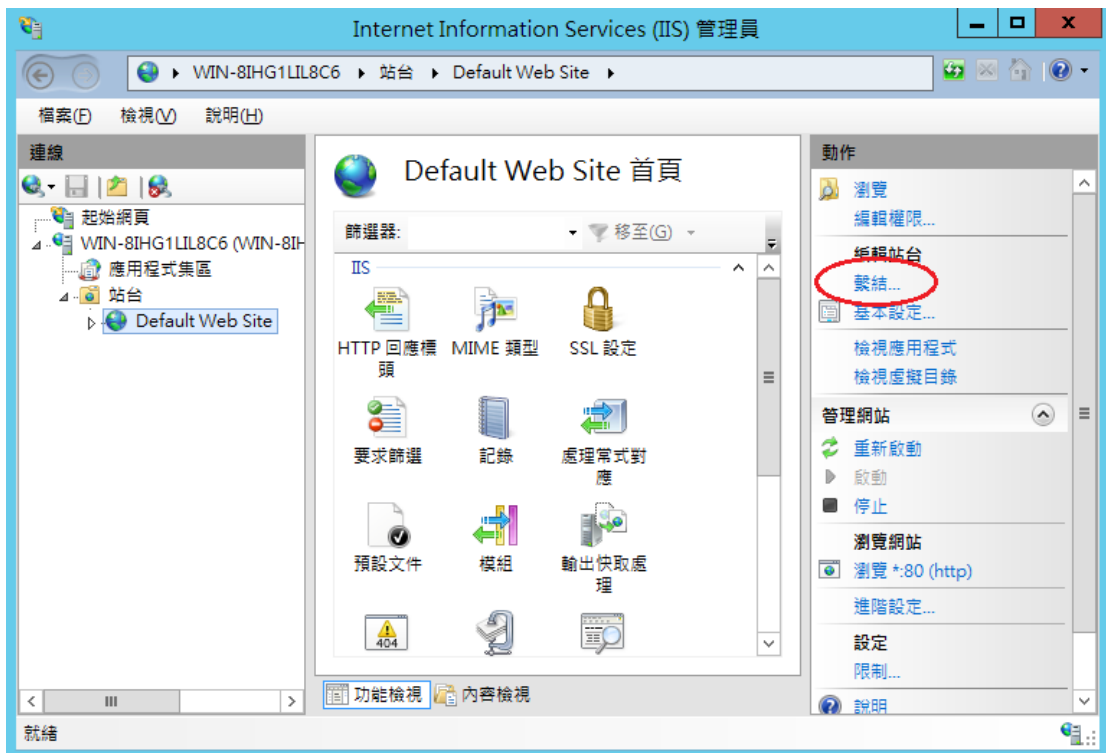 Internet Information Services (IIS) 管理員
WIN-8IHG1LIL8C6 站台 Default Web Site
檔案(F) 檢視(V) 說明(H)
連線
起始網頁
WIN-8IHG1LIL8C6 (WIN-8IH
應用程式集區
站台
Default Web Site
Default Web Site 首頁
篩選器:
移至(G)
IIS
HTTP 回應標
頭
MIME 類型
SSL 設定
要求篩選
記錄
處理常式對
應
預設文件
模組
輸出快取處
理
404
功能檢視
內容檢視
動作
瀏覽
編輯權限...
編輯站台
繫結...
基本設定...
檢視應用程式
檢視虛擬目錄
管理網站
重新啟動
啟動
停止
瀏覽網站
瀏覽 *:80 (http)
進階設定...
設定
限制...
說明
就緒